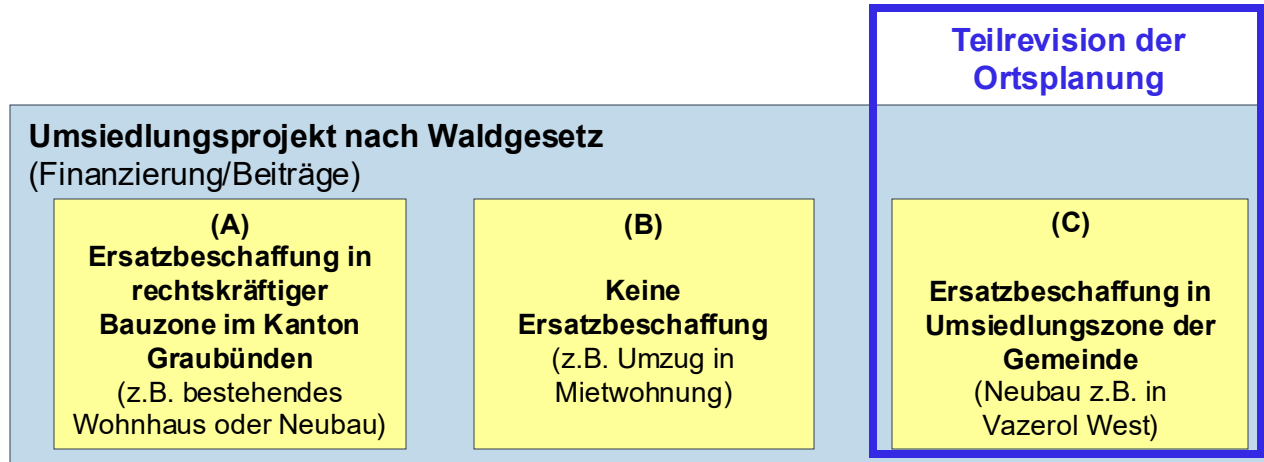 Teilrevision der
Ortsplanung
Umsiedlungsprojekt nach Waldgesetz
(Finanzierung/Beiträge)
(A)
Ersatzbeschaffung in
rechtskräftiger
Bauzone im Kanton
Graubünden
(z.B. bestehendes
Wohnhaus oder Neubau)
(B)
Keine
Ersatzbeschaffung
(z.B. Umzug in
Mietwohnung)
(C)
Ersatzbeschaffung in
Umsiedlungszone der
Gemeinde
(Neubau z.B. in
Vazerol West)